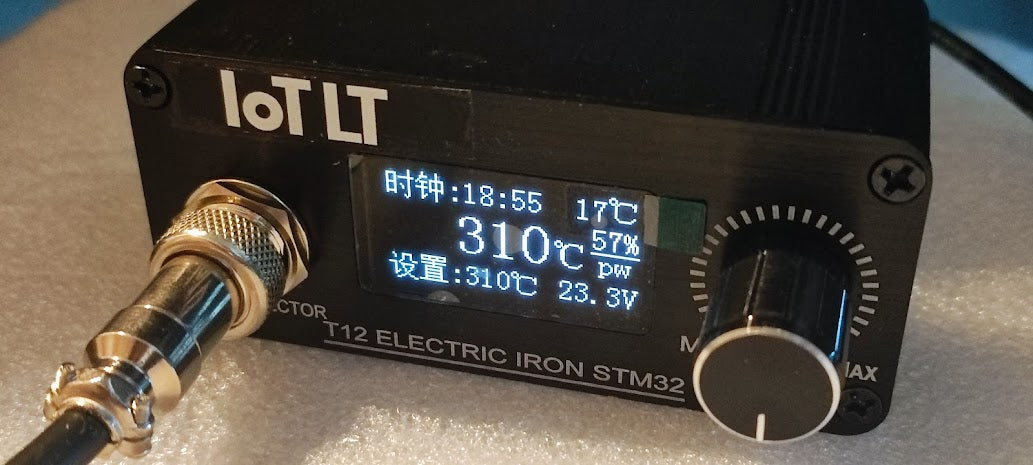 IoT LT
时钟:18:55 17℃
310℃ 57%
pw
设置:310℃ 23.3V
T12 ELECTRIC IRON STM32